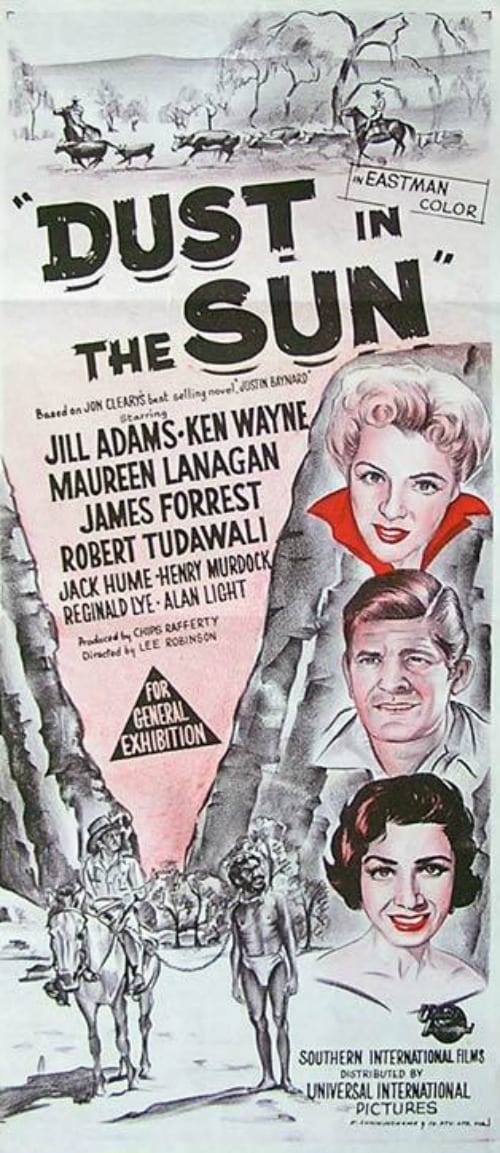 IN EASTMAN
COLOR
"DUST IN
THE SUN"
Based on JON CLEARY'S best selling novel, "JUSTIN BAYNARD"
Starring
JILL ADAMS · KEN WAYNE
MAUREEN LANAGAN
JAMES FORREST
ROBERT TUDAWALI
JACK HUME · HENRY MURDOCK
REGINALD LYE · ALAN LIGHT
Produced by CHIPS RAFFERTY
Directed by LEE ROBINSON
FOR
GENERAL
EXHIBITION
SOUTHERN INTERNATIONAL FILMS
DISTRIBUTED BY
UNIVERSAL INTERNATIONAL
PICTURES